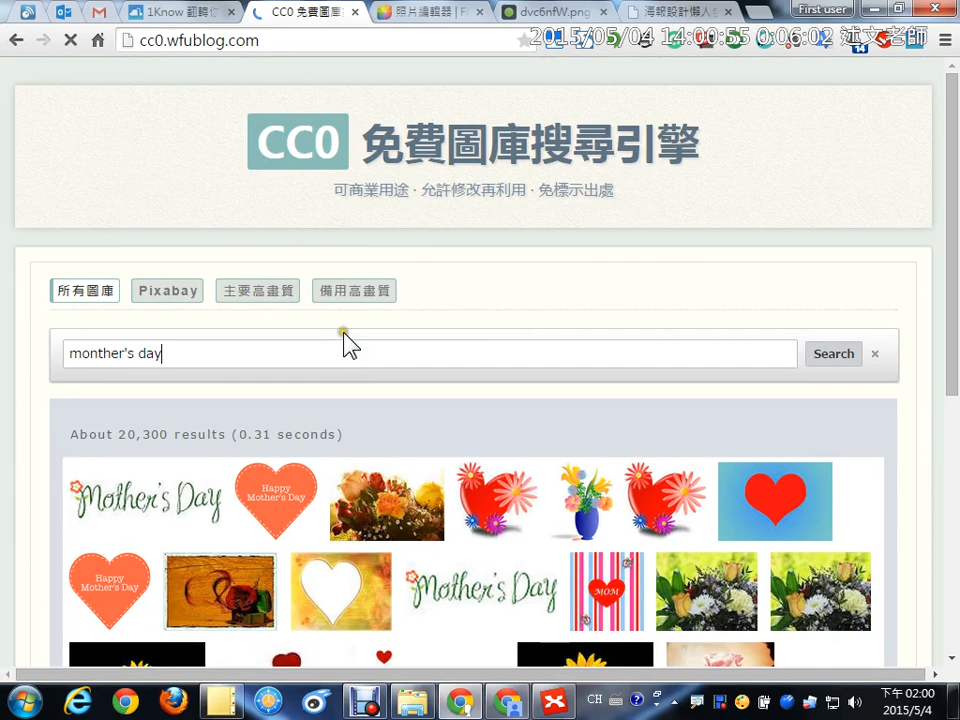 1Know 翻轉你
CC0 免費圖庫
照片編輯器 | F
dvc6nfW.png
海報設計懶人
First user
cc0.wfublog.com
2015/05/04 14:00:55 0:06:02 述文老師
14
CC0 免費圖庫搜尋引擎
可商業用途 · 允許修改再利用 · 免標示出處
所有圖庫
Pixabay
主要高畫質
備用高畫質
monther's day
Search
×
About 20,300 results (0.31 seconds)
Mother's Day
Happy
Mother's Day
Happy
Mother's Day
Mother's Day
MOM
CH
下午 02:00
2015/5/4